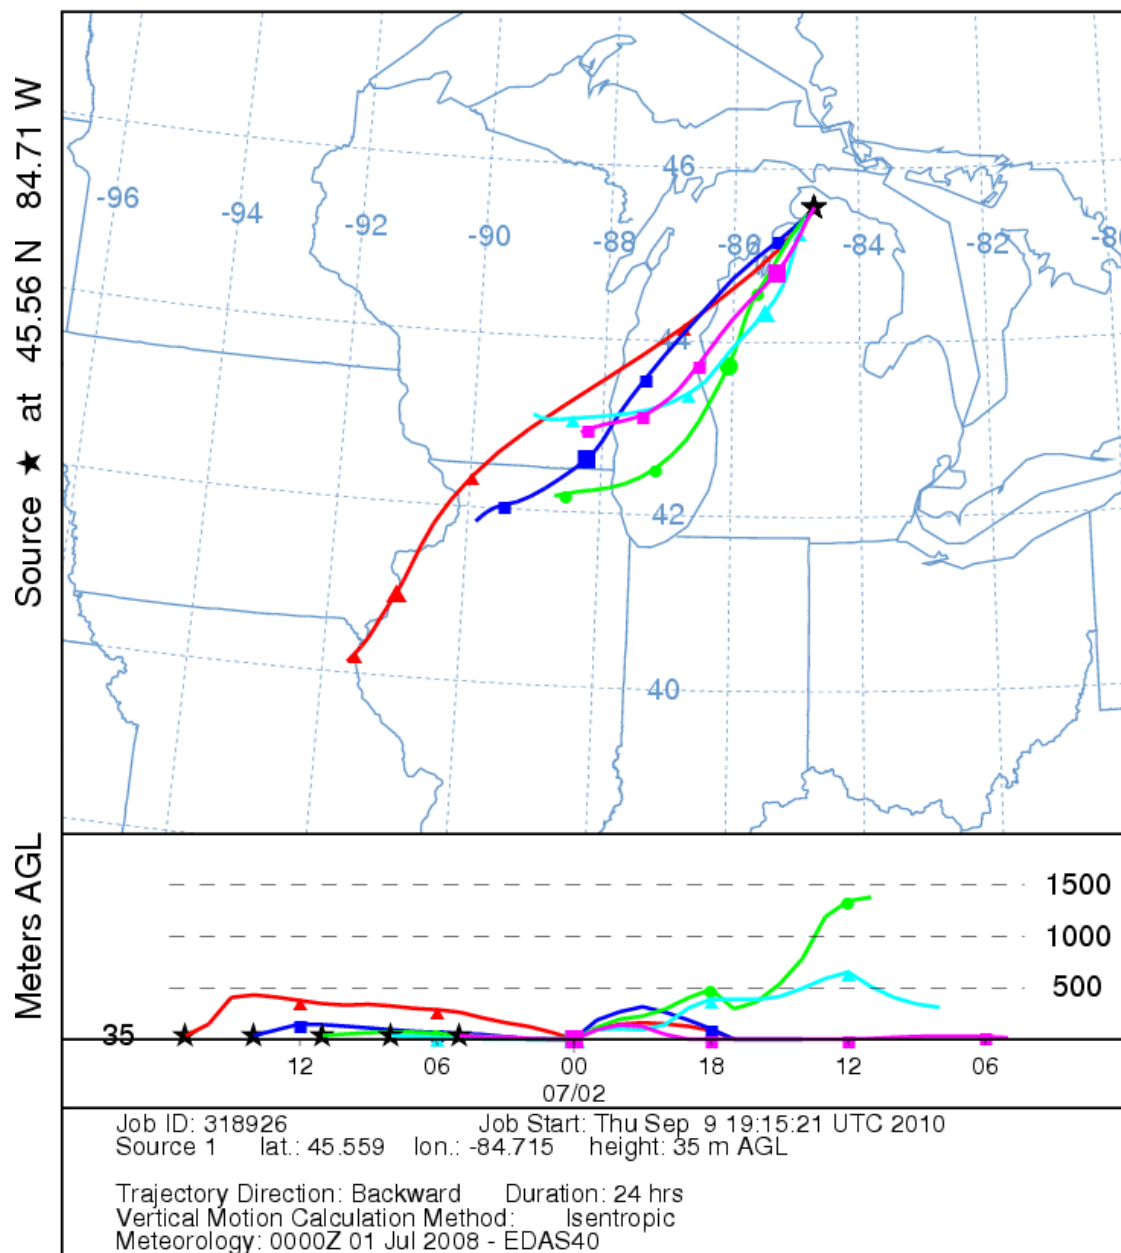 Source ★ at 45.56 N 84.71 W
46
-96
-94
-92
-90
-88
-86
-84
-82
-80
44
42
40
Meters AGL
1500
1000
500
35
12 06 00 18 12 06
07/02
Job ID: 318926 Job Start: Thu Sep 9 19:15:21 UTC 2010
Source 1 lat.: 45.559 lon.: -84.715 height: 35 m AGL
Trajectory Direction: Backward Duration: 24 hrs
Vertical Motion Calculation Method: Isentropic
Meteorology: 0000Z 01 Jul 2008 - EDAS40